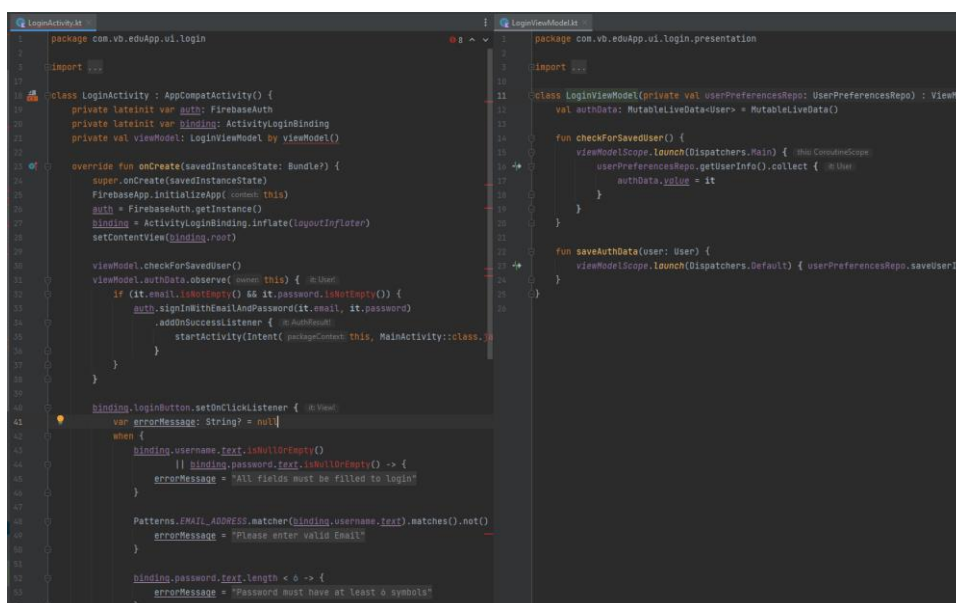 LoginActivity.kt
package com.vb.eduApp.ui.login
8
import ...
class LoginActivity : AppCompatActivity() {
private lateinit var auth: FirebaseAuth
private lateinit var binding: ActivityLoginBinding
private val viewModel: LoginViewModel by viewModel()
override fun onCreate(savedInstanceState: Bundle?) {
super.onCreate(savedInstanceState)
FirebaseApp.initializeApp( context: this)
auth = FirebaseAuth.getInstance()
binding = ActivityLoginBinding.inflate(layoutInflater)
setContentView(binding.root)
viewModel.checkForSavedUser()
viewModel.authData.observe( owner: this) { it: User!
if (it.email.isNotEmpty() && it.password.isNotEmpty()) {
auth.signInWithEmailAndPassword(it.email, it.password)
.addOnSuccessListener { it: AuthResult!
startActivity(Intent( packageContext: this, MainActivity::class.j
}
}
}
binding.loginButton.setOnClickListener { it: View!
41 var errorMessage: String? = null
when {
binding.username.text.isNullOrEmpty()
|| binding.password.text.isNullOrEmpty() -> {
errorMessage = "All fields must be filled to login"
}
Patterns.EMAIL_ADDRESS.matcher(binding.username.text).matches().not()
errorMessage = "Please enter valid Email"
}
binding.password.text.length < 6 -> {
errorMessage = "Password must have at least 6 symbols"
LoginViewModel.kt
package com.vb.eduApp.ui.login.presentation
import ...
11 class LoginViewModel(private val userPreferencesRepo: UserPreferencesRepo) : ViewM
val authData: MutableLiveData<User> = MutableLiveData()
fun checkForSavedUser() {
viewModelScope.launch(Dispatchers.Main) { this: CoroutineScope
userPreferencesRepo.getUserInfo().collect { it: User
authData.value = it
}
}
}
fun saveAuthData(user: User) {
viewModelScope.launch(Dispatchers.Default) { userPreferencesRepo.saveUserI
}
}